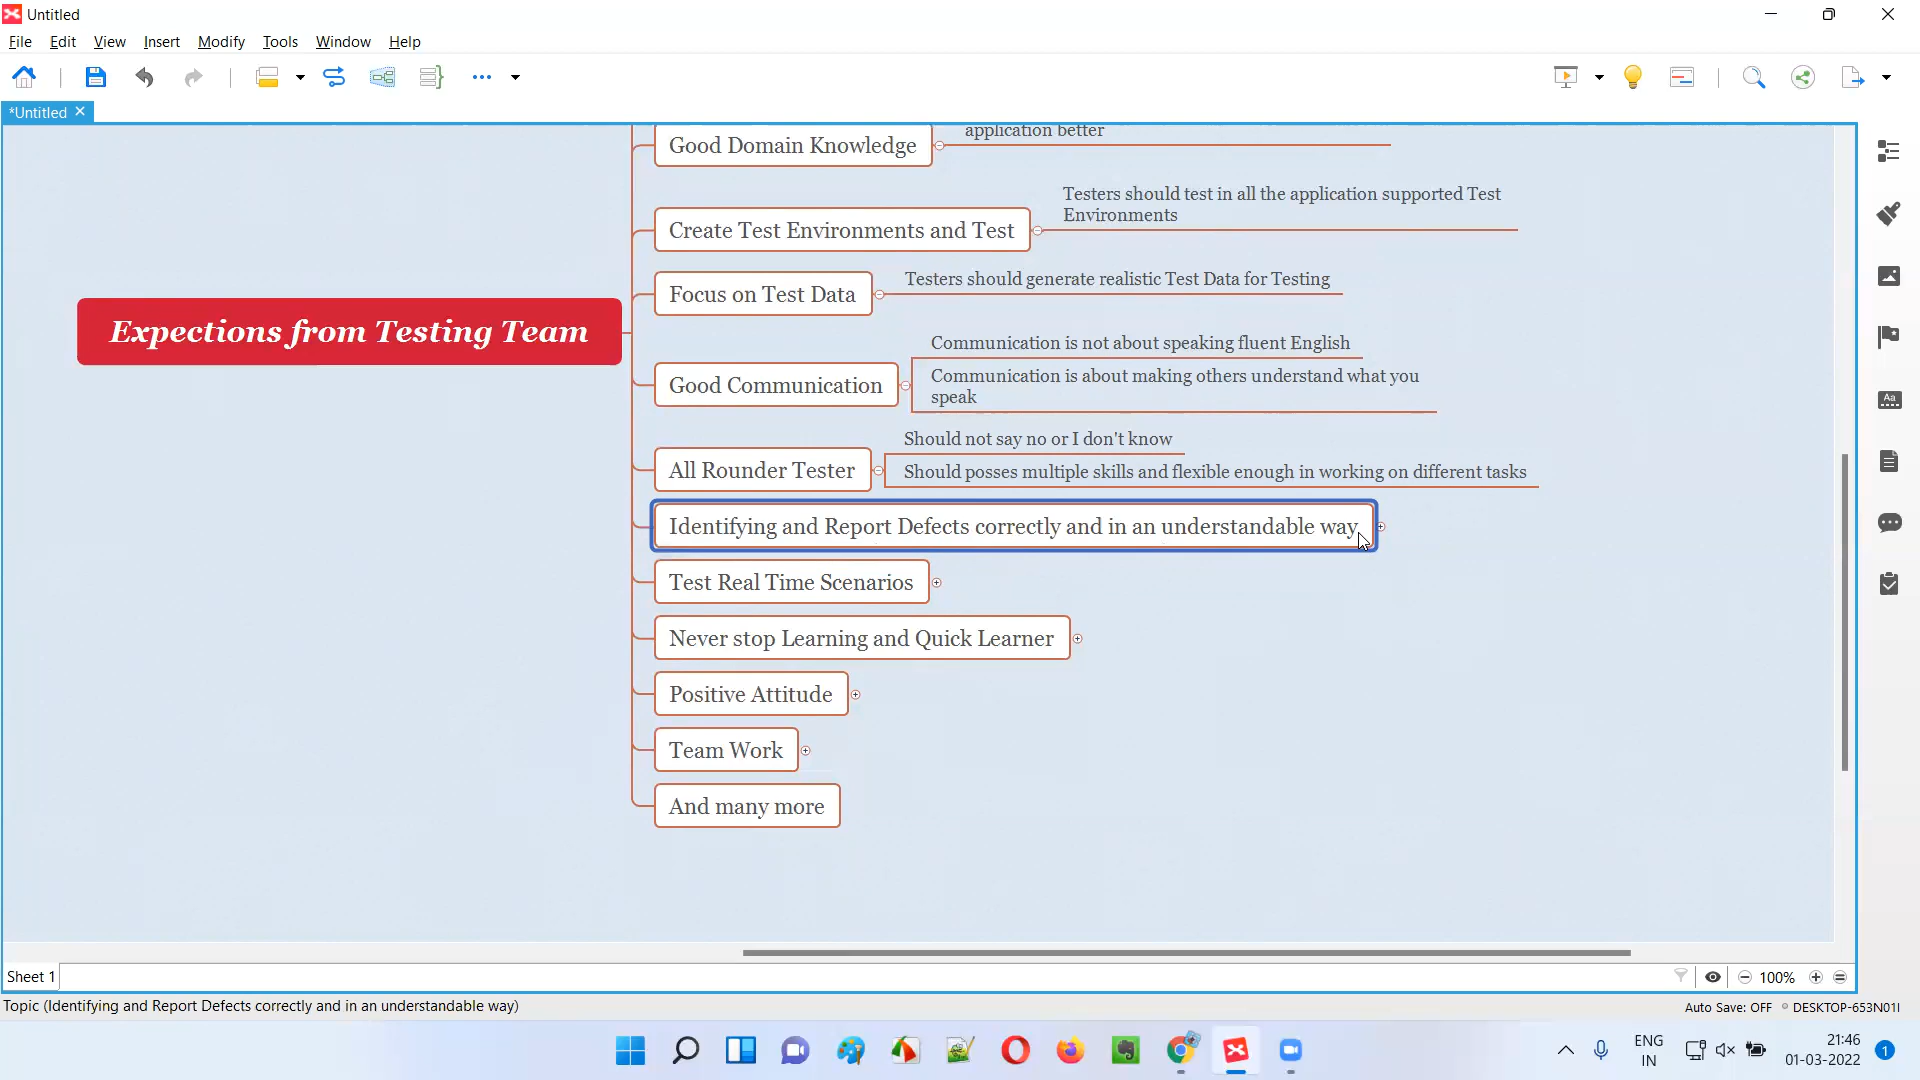 Untitled
File Edit View Insert Modify Tools Window Help
*Untitled
application better
Good Domain Knowledge
Testers should test in all the application supported Test
Environments
Create Test Environments and Test
Testers should generate realistic Test Data for Testing
Focus on Test Data
Expections from Testing Team
Communication is not about speaking fluent English
Communication is about making others understand what you
speak
Good Communication
Should not say no or I don't know
Should posses multiple skills and flexible enough in working on different tasks
All Rounder Tester
Identifying and Report Defects correctly and in an understandable way
Test Real Time Scenarios
Never stop Learning and Quick Learner
Positive Attitude
Team Work
And many more
Sheet 1
100%
Topic (Identifying and Report Defects correctly and in an understandable way)
Auto Save: OFF
DESKTOP-653N01I
ENG
IN
21:46
01-03-2022
1
Aa